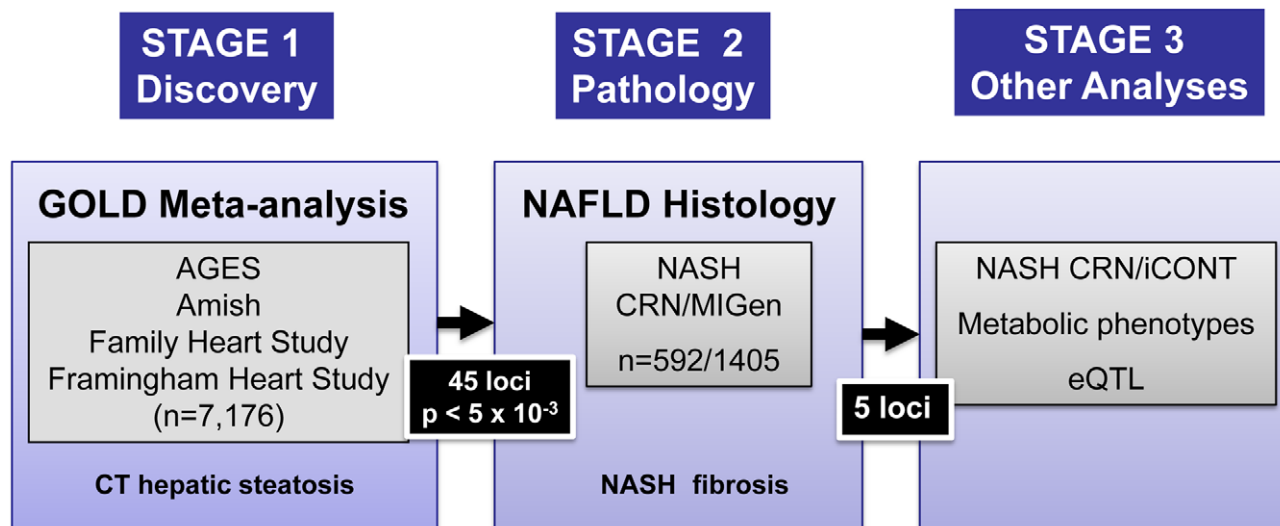 STAGE 1
Discovery
STAGE 2
Pathology
STAGE 3
Other Analyses
GOLD Meta-analysis
AGES
Amish
Family Heart Study
Framingham Heart Study
(n=7,176)
CT hepatic steatosis
45 loci
p < 5 x 10⁻³
NAFLD Histology
NASH
CRN/MIGen
n=592/1405
NASH fibrosis
5 loci
NASH CRN/iCONT
Metabolic phenotypes
eQTL